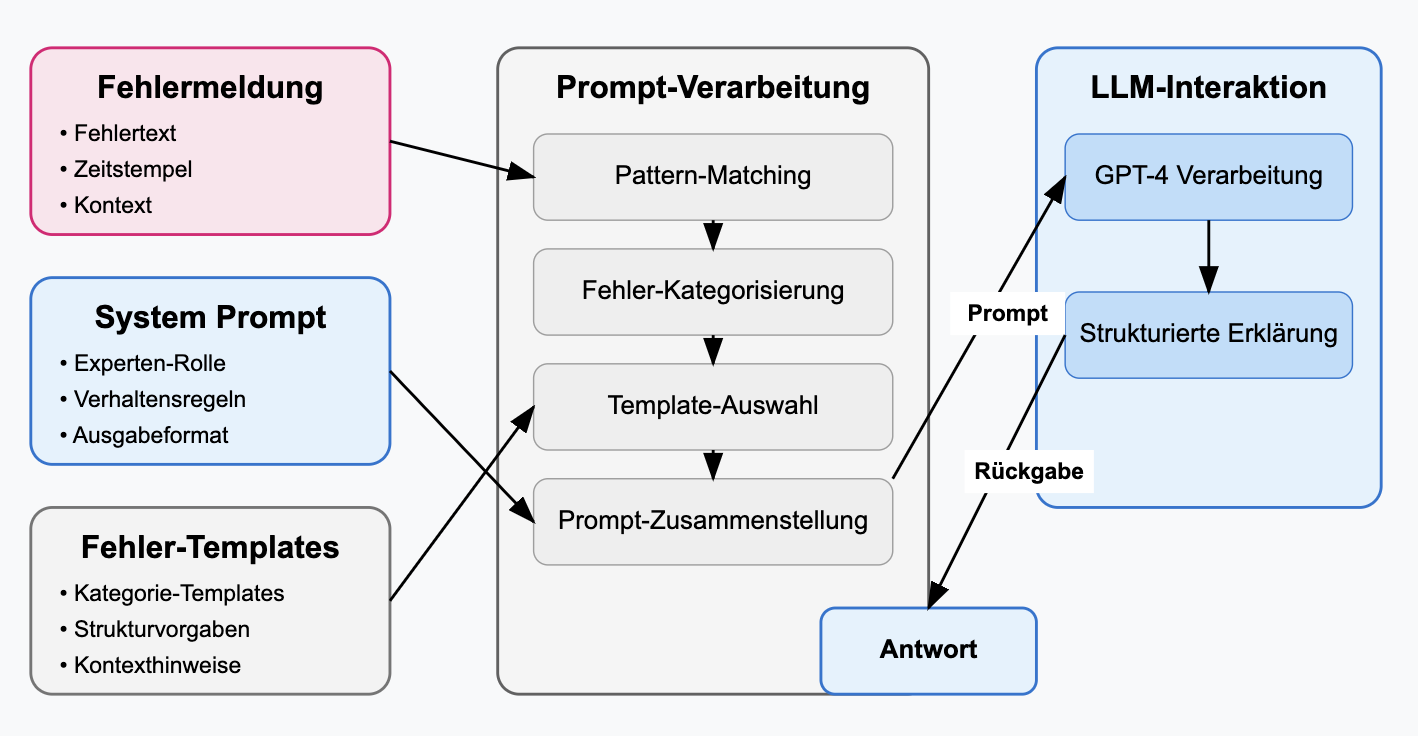 Fehlermeldung
• Fehlertext
• Zeitstempel
• Kontext
System Prompt
• Experten-Rolle
• Verhaltensregeln
• Ausgabeformat
Fehler-Templates
• Kategorie-Templates
• Strukturvorgaben
• Kontexthinweise
Prompt-Verarbeitung
Pattern-Matching
Fehler-Kategorisierung
Template-Auswahl
Prompt-Zusammenstellung
Prompt
LLM-Interaktion
GPT-4 Verarbeitung
Strukturierte Erklärung
Rückgabe
Antwort